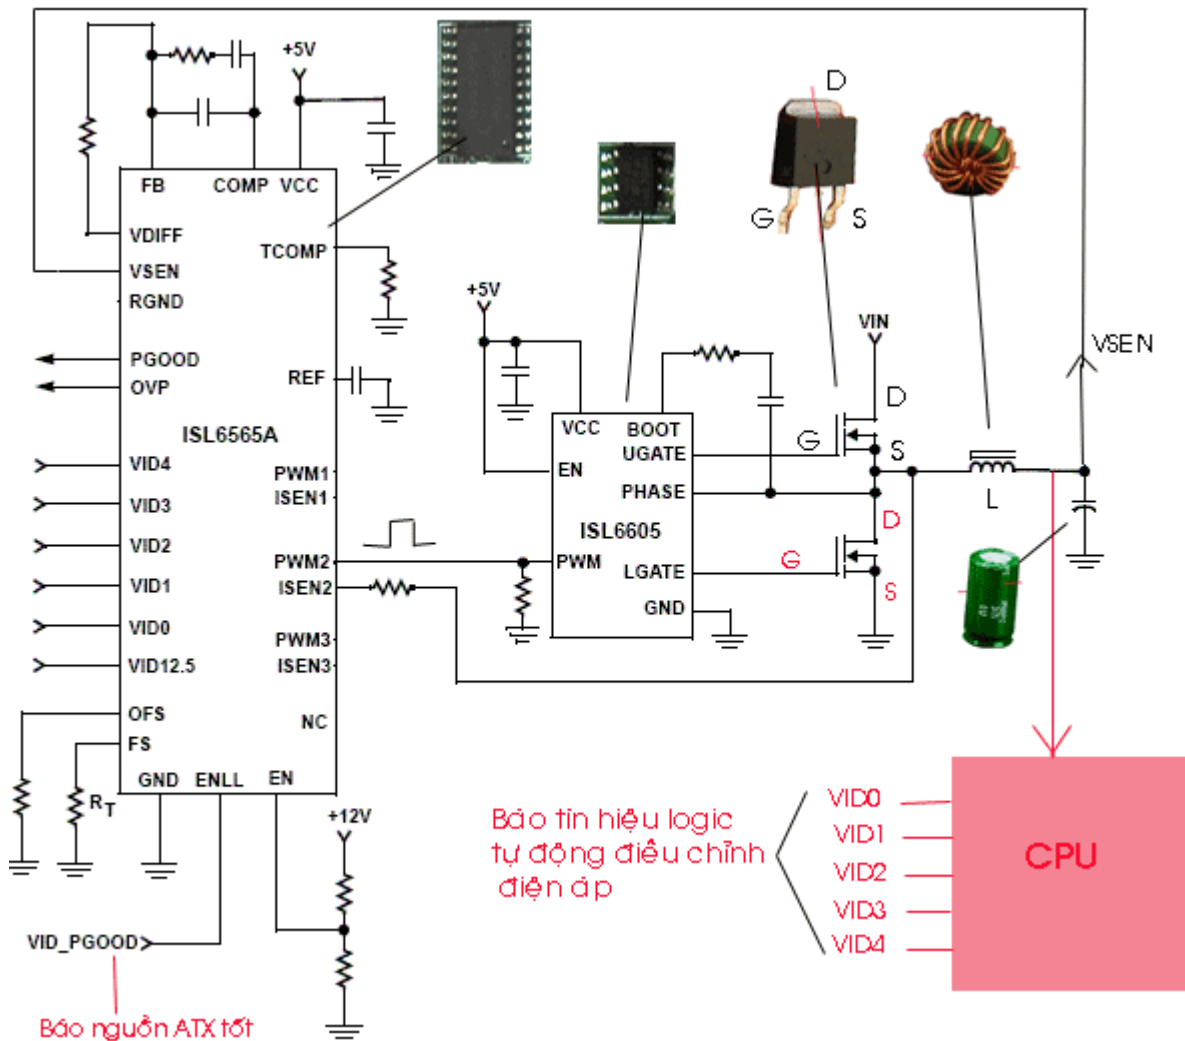 +5V
D
FB
COMP
VCC
G
S
VDIFF
VSEN
RGND
TCOMP
+5V
VIN
VSEN
PGOOD
OVP
REF
D
ISL6565A
VCC
BOOT
UGATE
G
S
VID4
PWM1
EN
ISEN1
PHASE
L
VID3
ISL6605
D
VID2
PWM2
PWM
LGATE
G
VID1
ISEN2
S
GND
VID0
PWM3
VID12.5
ISEN3
OFS
NC
FS
GND
ENLL
EN
RT
+12V
Báo tín hiệu logic
tự động điều chỉnh
điện áp
VID0
VID1
VID2
VID3
VID4
CPU
VID_PGOOD
Báo nguồn ATX tốt